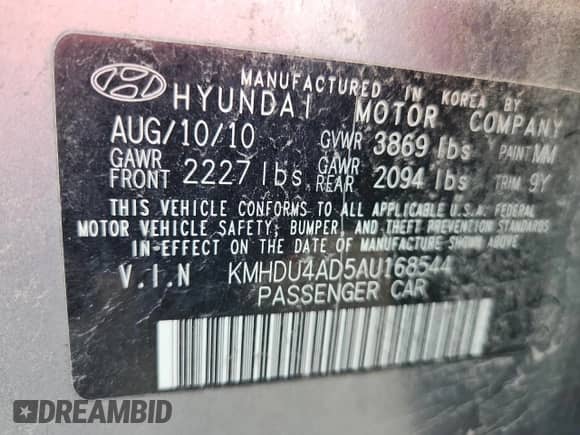 MANUFACTURED IN KOREA BY
HYUNDAI MOTOR COMPANY
AUG/10/10 GVWR 3869 lbs PAINT MM
GAWR FRONT 2227 lbs GAWR REAR 2094 lbs TRIM 9Y
THIS VEHICLE CONFORMS TO ALL APPLICABLE U.S.A. FEDERAL
MOTOR VEHICLE SAFETY, BUMPER, AND THEFT PREVENTION STANDARDS
IN-EFFECT ON THE DATE OF MANUFACTURE SHOWN ABOVE
V.I.N KMHDU4AD5AU168544
PASSENGER CAR
DREAMBID